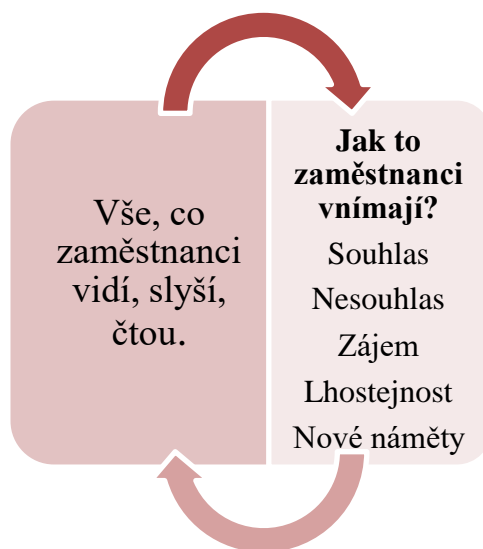 Vše, co
zaměstnanci
vidí, slyší,
čtou.
Jak to
zaměstnanci
vnímají?
Souhlas
Nesouhlas
Zájem
Lhostejnost
Nové náměty